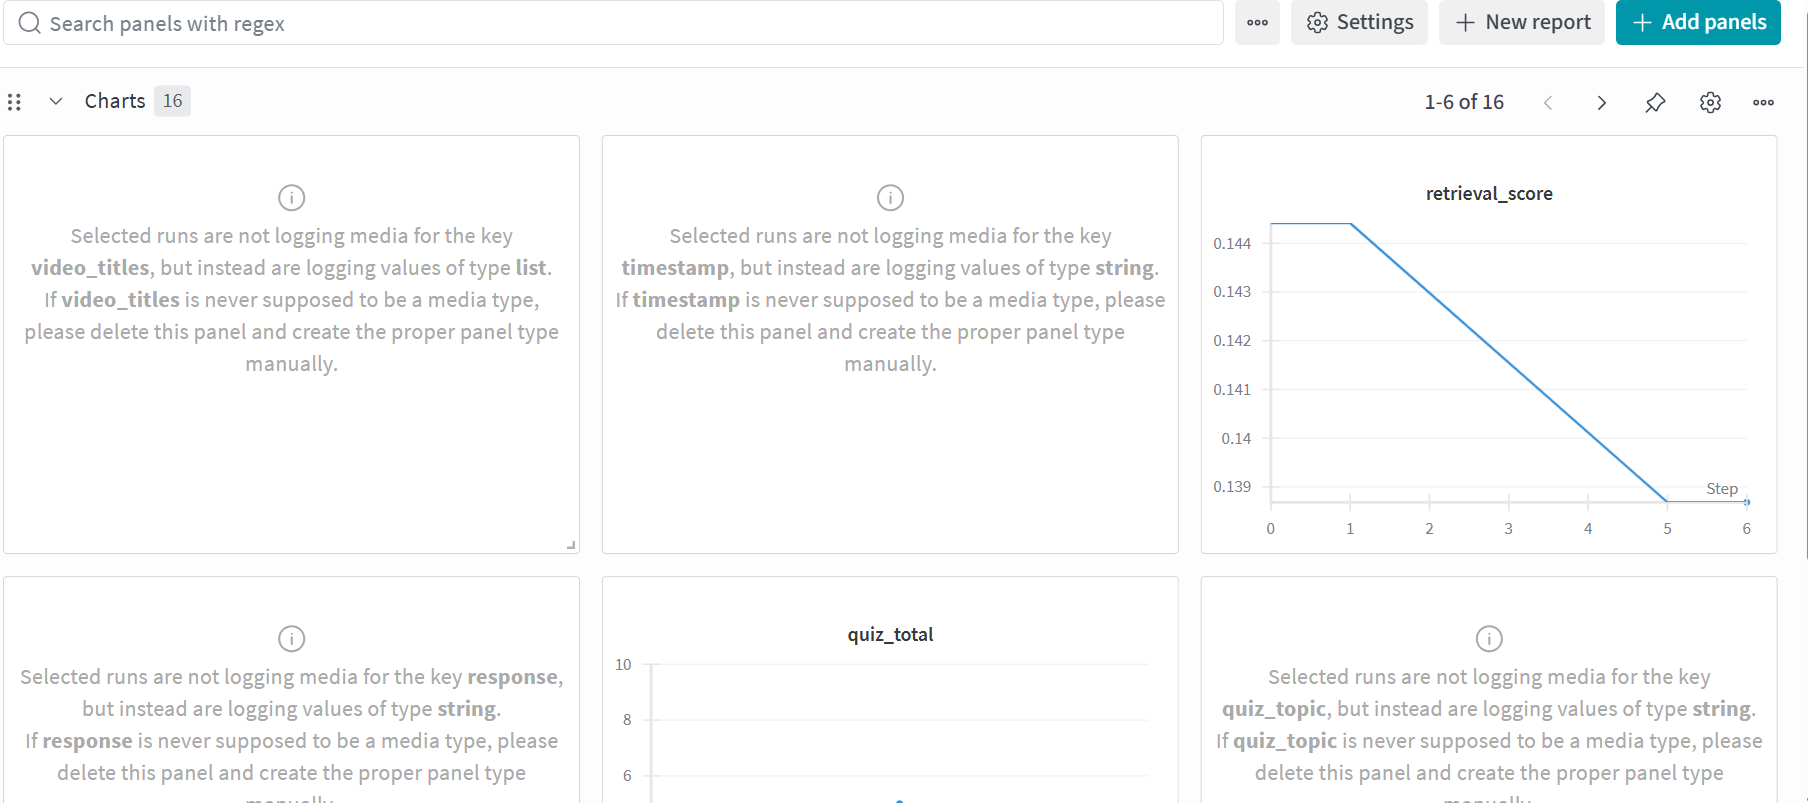 Search panels with regex
Settings
New report
Add panels
Charts 16
1-6 of 16
Selected runs are not logging media for the key
video_titles, but instead are logging values of type list.
If video_titles is never supposed to be a media type,
please delete this panel and create the proper panel type
manually.
Selected runs are not logging media for the key
timestamp, but instead are logging values of type string.
If timestamp is never supposed to be a media type, please
delete this panel and create the proper panel type
manually.
retrieval_score
0.144
0.143
0.142
0.141
0.14
0.139
Step
0 1 2 3 4 5 6
Selected runs are not logging media for the key response,
but instead are logging values of type string.
If response is never supposed to be a media type, please
delete this panel and create the proper panel type
manually.
quiz_total
10
8
6
Selected runs are not logging media for the key
quiz_topic, but instead are logging values of type string.
If quiz_topic is never supposed to be a media type, please
delete this panel and create the proper panel type
manually.